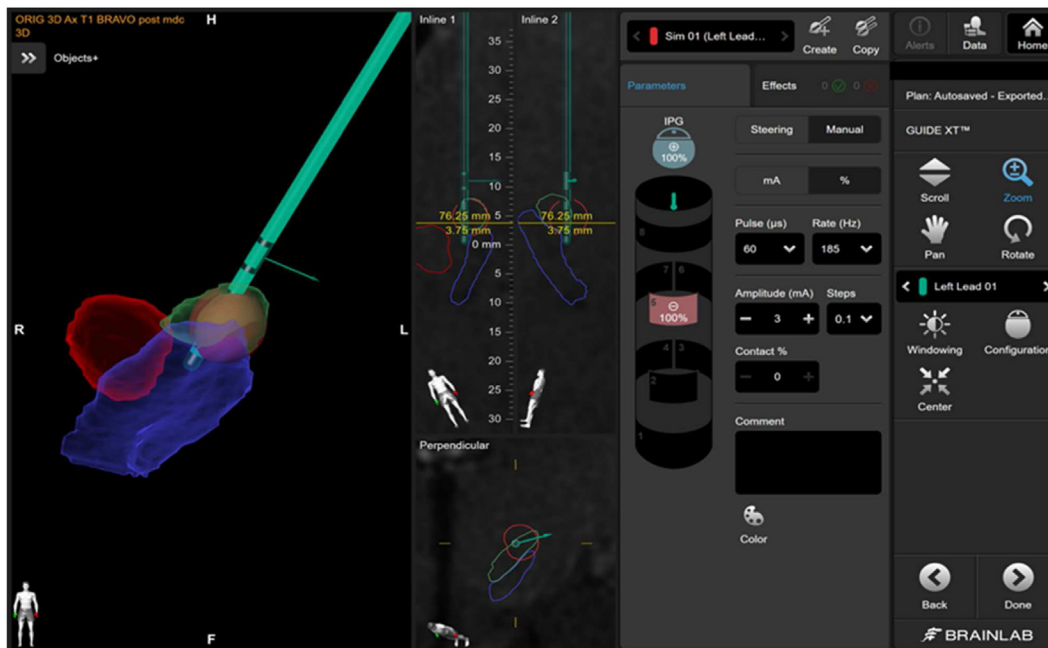 ORIG 3D Ax T1 BRAVO post mdc
3D
H
Objects+
R
L
F
Inline 1
Inline 2
35
30
25
20
15
10
5
76.25 mm
76.25 mm
3.75 mm
3.75 mm
0 mm
5
10
15
20
25
30
Perpendicular
Sim 01 (Left Lead...
Create
Copy
Parameters
Effects
0
0
IPG
100%
8
7
6
5
100%
4
3
2
1
Steering
Manual
mA
%
Pulse (µs)
Rate (Hz)
60
185
Amplitude (mA)
Steps
3
0.1
Contact %
0
Comment
Color
Alerts
Data
Home
Plan: Autosaved - Exported...
GUIDE XT™
Scroll
Zoom
Pan
Rotate
Left Lead 01
Windowing
Configuration
Center
Back
Done
BRAINLAB